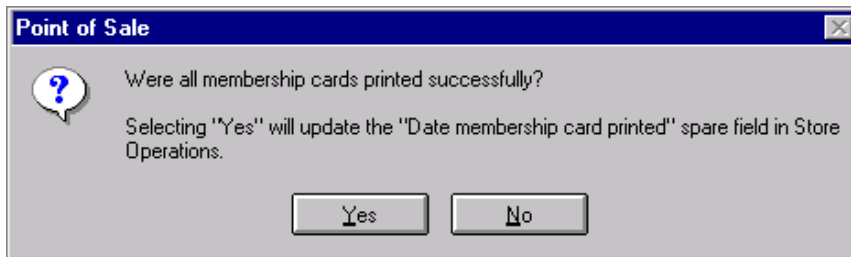 Point of Sale
Were all membership cards printed successfully?
Selecting "Yes" will update the "Date membership card printed" spare field in Store
Operations.
Yes
No